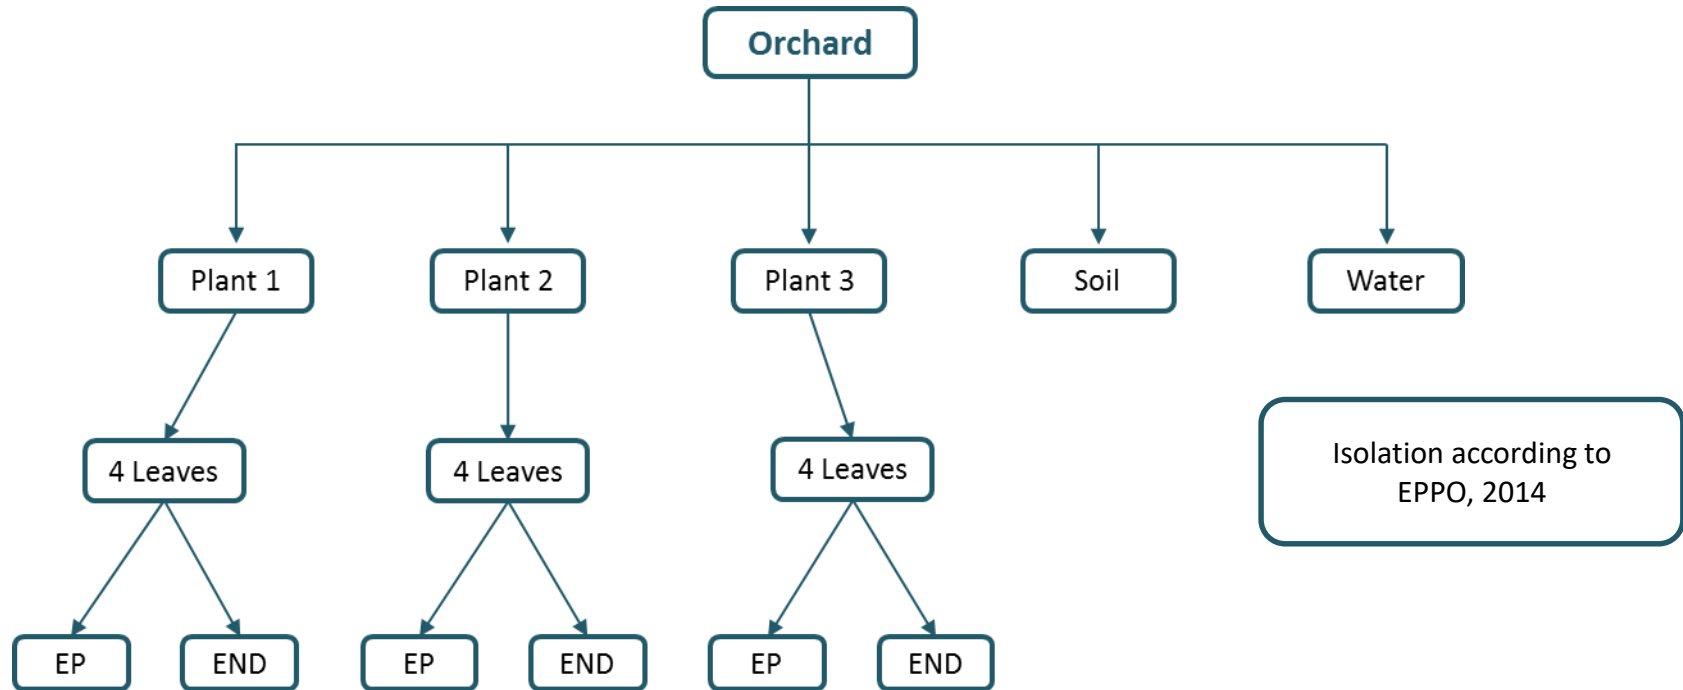 Orchard
Plant 1
Plant 2
Plant 3
Soil
Water
4 Leaves
4 Leaves
4 Leaves
Isolation according to
EPPO, 2014
EP
END
EP
END
EP
END